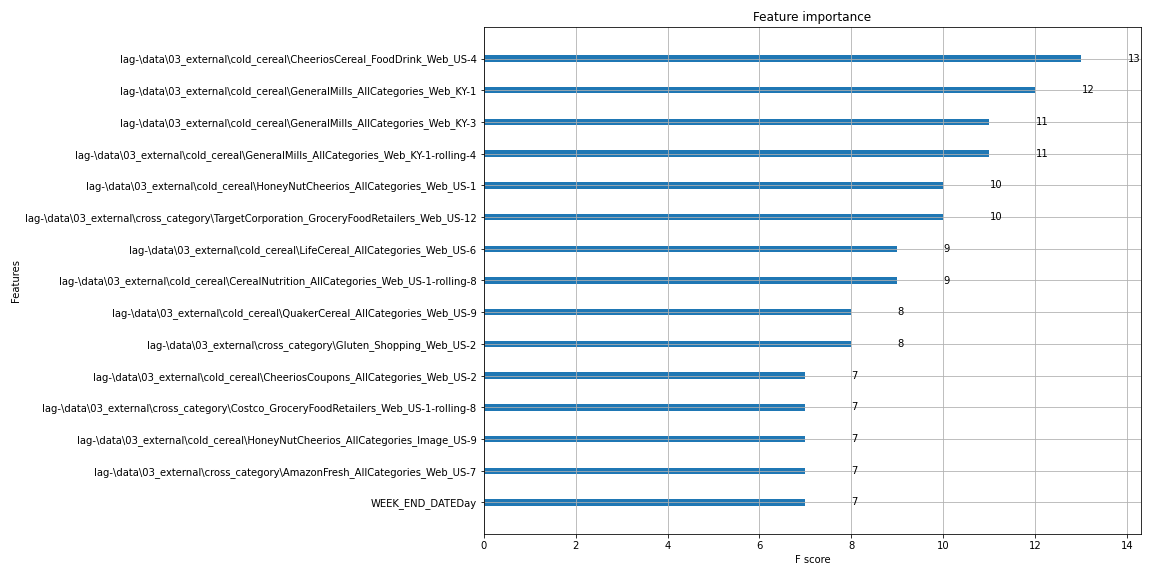 Feature importance
lag-\data\03_external\cold_cereal\CheeriosCereal_FoodDrink_Web_US-4
13
lag-\data\03_external\cold_cereal\GeneralMills_AllCategories_Web_KY-1
12
lag-\data\03_external\cold_cereal\GeneralMills_AllCategories_Web_KY-3
11
lag-\data\03_external\cold_cereal\GeneralMills_AllCategories_Web_KY-1-rolling-4
11
lag-\data\03_external\cold_cereal\HoneyNutCheerios_AllCategories_Web_US-1
10
lag-\data\03_external\cross_category\TargetCorporation_GroceryFoodRetailers_Web_US-12
10
lag-\data\03_external\cold_cereal\LifeCereal_AllCategories_Web_US-6
9
lag-\data\03_external\cold_cereal\CerealNutrition_AllCategories_Web_US-1-rolling-8
9
lag-\data\03_external\cold_cereal\QuakerCereal_AllCategories_Web_US-9
8
lag-\data\03_external\cross_category\Gluten_Shopping_Web_US-2
8
lag-\data\03_external\cold_cereal\CheeriosCoupons_AllCategories_Web_US-2
7
lag-\data\03_external\cross_category\Costco_GroceryFoodRetailers_Web_US-1-rolling-8
7
lag-\data\03_external\cold_cereal\HoneyNutCheerios_AllCategories_Image_US-9
7
lag-\data\03_external\cross_category\AmazonFresh_AllCategories_Web_US-7
7
WEEK_END_DATEDay
7
Features
0 2 4 6 8 10 12 14
F score